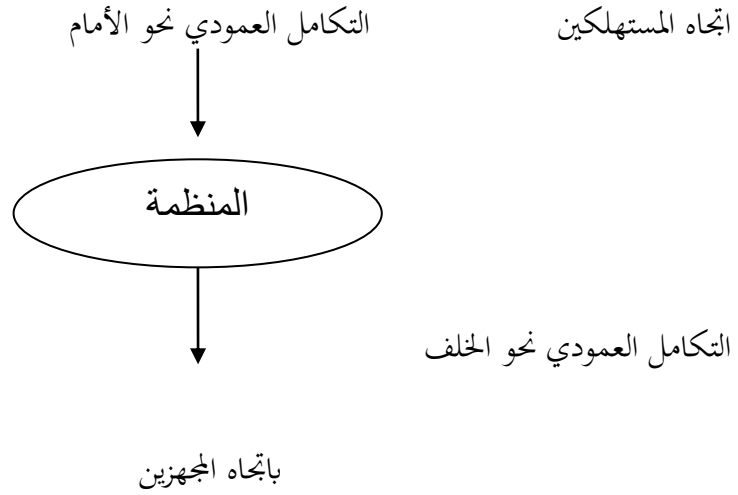 اتجاه المستهلكين التكامل العمودي نحو الأمام
المنظمة
التكامل العمودي نحو الخلف
باتجاه المجهزين